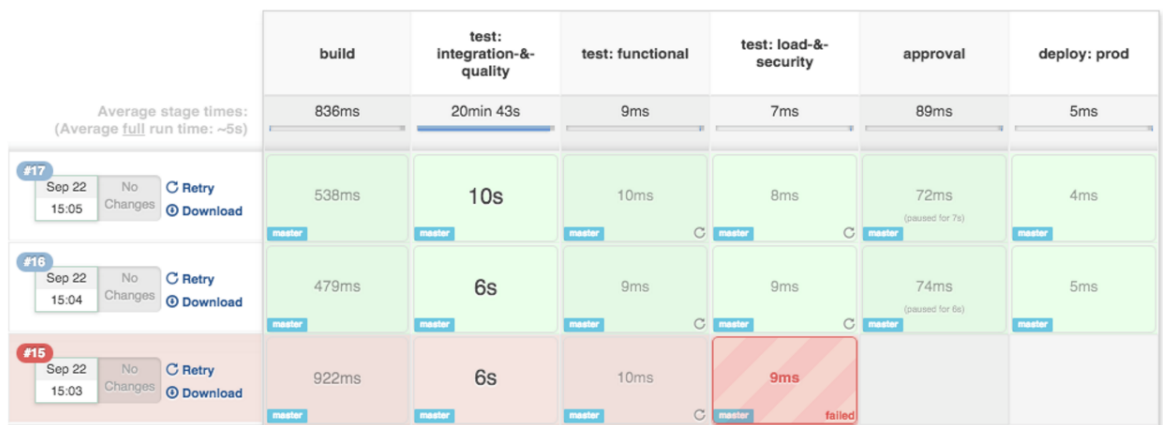 build
test:
integration-&-
quality
test: functional
test: load-&-
security
approval
deploy: prod
Average stage times:
(Average full run time: ~5s)
836ms
20min 43s
9ms
7ms
89ms
5ms
#17
Sep 22
15:05
No
Changes
Retry
Download
538ms
master
10s
master
10ms
master
8ms
master
72ms
(paused for 7s)
master
4ms
master
#16
Sep 22
15:04
No
Changes
Retry
Download
479ms
master
6s
master
9ms
master
9ms
master
74ms
(paused for 6s)
master
5ms
master
#15
Sep 22
15:03
No
Changes
Retry
Download
922ms
master
6s
master
10ms
master
9ms
master
failed